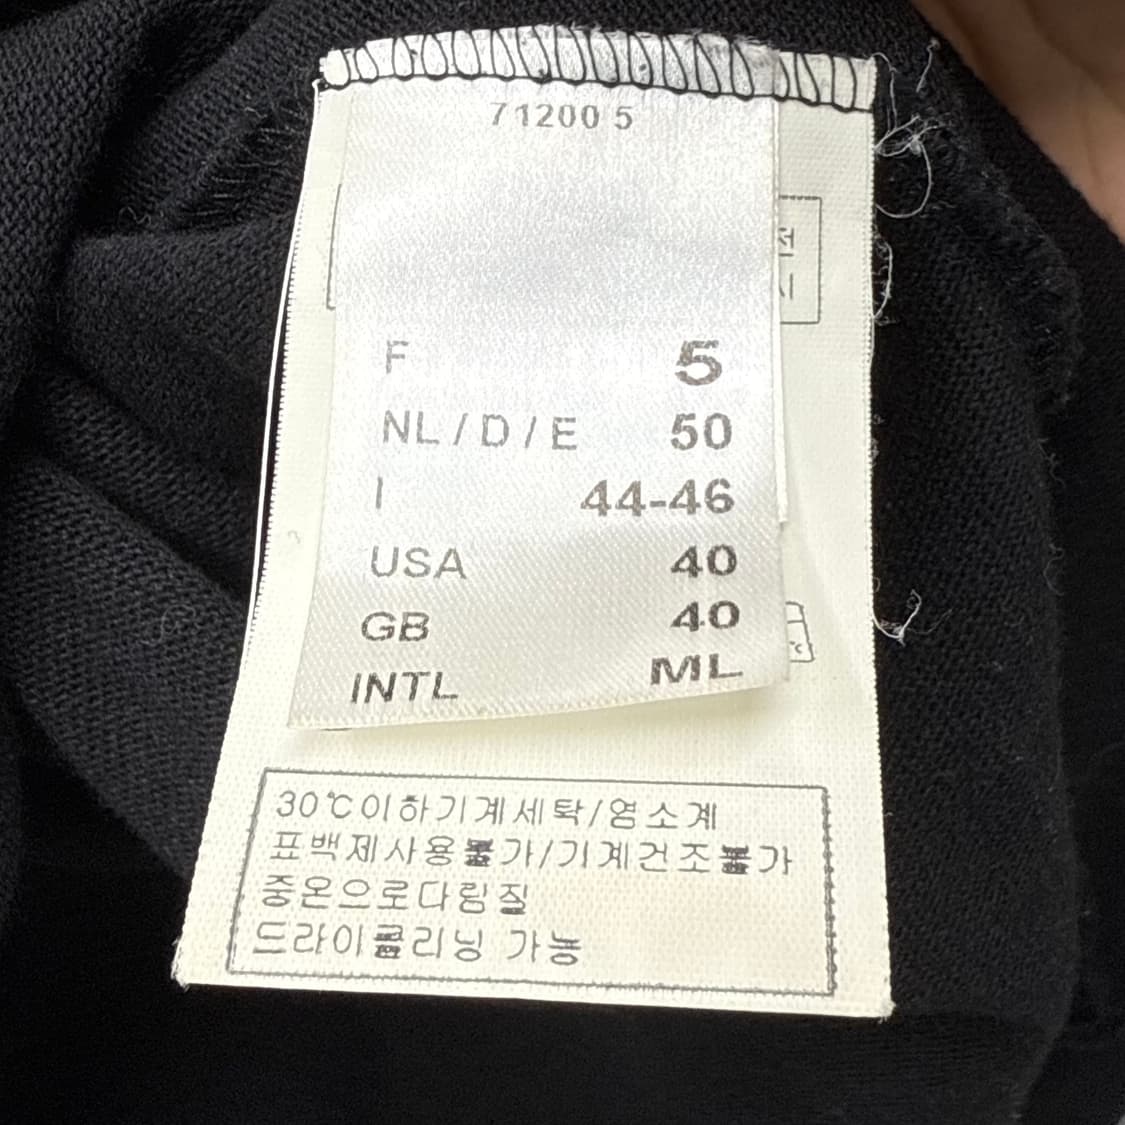 71200 5
전
시
F 5
NL / D / E 50
I 44-46
USA 40
GB 40
INTL ML
℃
30℃이하기계세탁/염소계
표백제사용불가/기계건조불가
중온으로다림질
드라이클리닝 가능